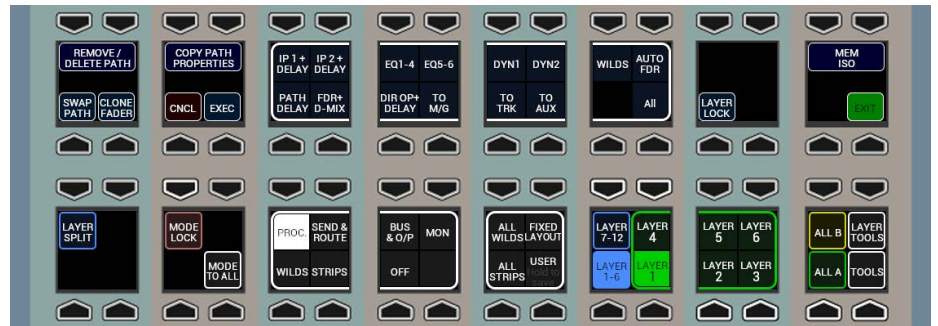 REMOVE /
DELETE PATH
SWAP
PATH
CLONE
FADER
COPY PATH
PROPERTIES
CNCL
EXEC
IP 1 +
DELAY
IP 2 +
DELAY
PATH
DELAY
FDR+
D-MIX
EQ1-4
EQ5-6
DIR OP+
DELAY
TO
M/G
DYN1
DYN2
TO
TRK
TO
AUX
WILDS
AUTO
FDR
All
LAYER
LOCK
MEM
ISO
EXIT
LAYER
SPLIT
MODE
LOCK
MODE
TO ALL
PROC.
SEND &
ROUTE
WILDS
STRIPS
BUS
& O/P
MON
OFF
ALL
WILDS
FIXED
LAYOUT
ALL
STRIPS
USER
Hold to
save
LAYER
7-12
LAYER
4
LAYER
1-6
LAYER
1
LAYER
5
LAYER
6
LAYER
2
LAYER
3
ALL B
LAYER
TOOLS
ALL A
TOOLS